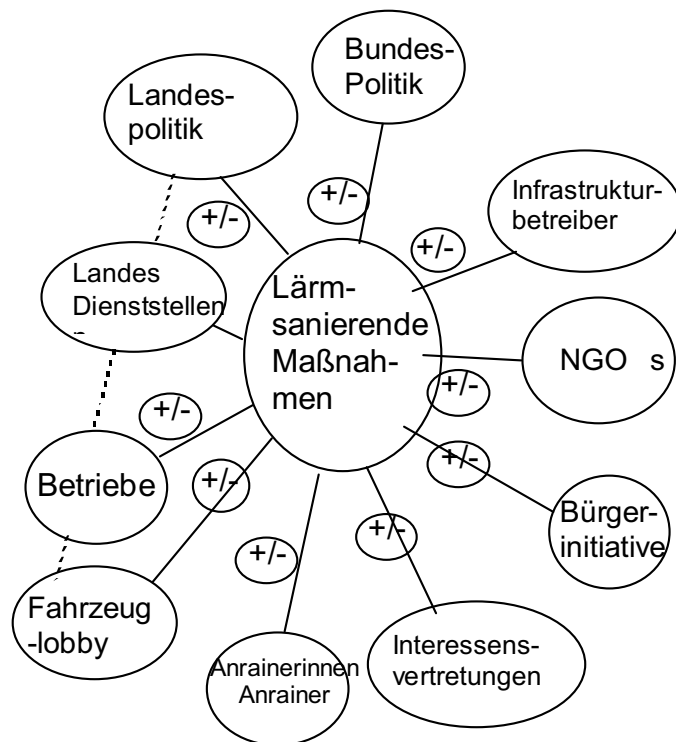 Bundes-
Politik
Landes-
politik
+/-
+/-
Infrastruktur-
betreiber
+/-
Landes
Dienststellen
Lärm-
sanierende
Maßnah-
men
NGO s
+/-
+/-
+/-
Betriebe
+/-
Bürger-
initiative
+/-
+/-
Fahrzeug
-lobby
Interessens-
vertretungen
Anrainerinnen
Anrainer